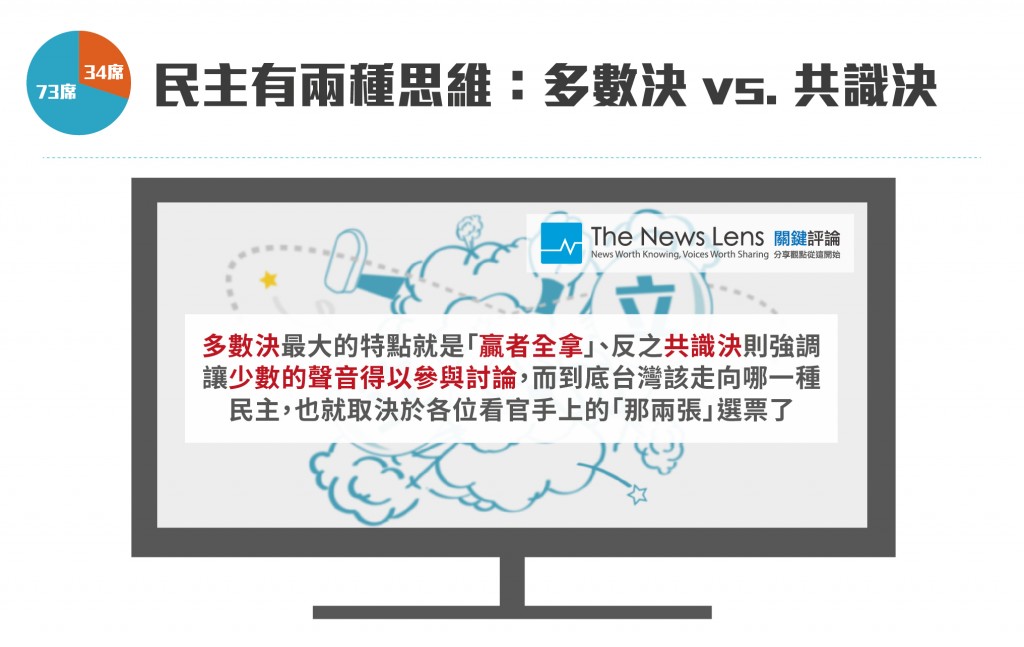 34席
73席
民主有兩種思維：多數決 vs. 共識決
The News Lens 關鍵評論
News Worth Knowing, Voices Worth Sharing 分享觀點從這開始
立
多數決最大的特點就是「贏者全拿」、反之共識決則強調
讓少數的聲音得以參與討論，而到底台灣該走向哪一種
民主，也就取決於各位看官手上的「那兩張」選票了